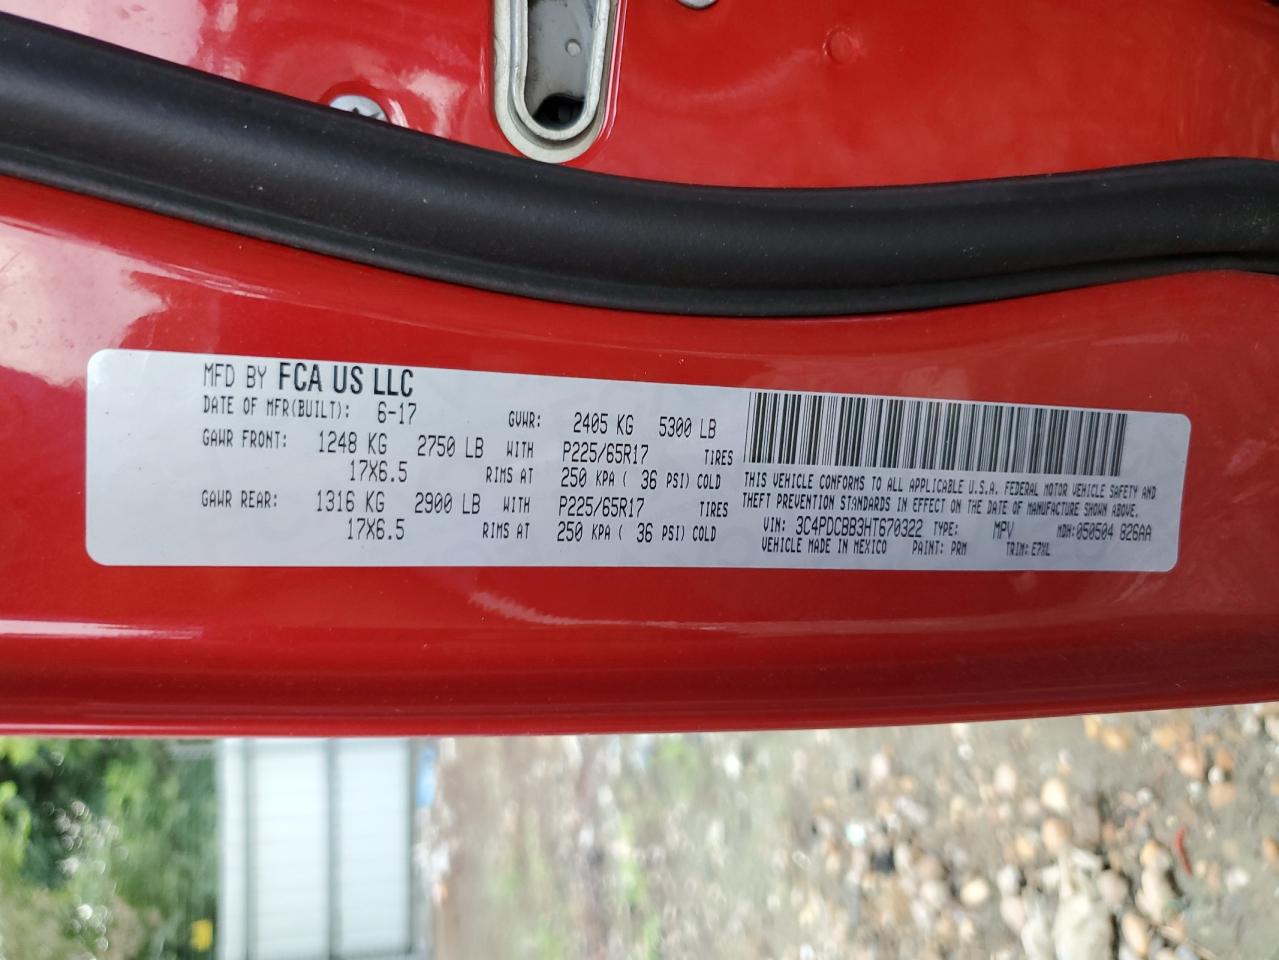 MFD BY FCA US LLC
DATE OF MFR(BUILT): 6-17 GVWR: 2405 KG 5300 LB
GAWR FRONT: 1248 KG 2750 LB WITH P225/65R17 TIRES
17X6.5 RIMS AT 250 KPA ( 36 PSI) COLD
GAWR REAR: 1316 KG 2900 LB WITH P225/65R17 TIRES
17X6.5 RIMS AT 250 KPA ( 36 PSI) COLD
THIS VEHICLE CONFORMS TO ALL APPLICABLE U.S.A. FEDERAL MOTOR VEHICLE SAFETY AND
THEFT PREVENTION STANDARDS IN EFFECT ON THE DATE OF MANUFACTURE SHOWN ABOVE.
VIN: 3C4PDCBB3HT670322 TYPE: MPV MDH:050504 826AA
VEHICLE MADE IN MEXICO PAINT: PRM TRIM: E7XL